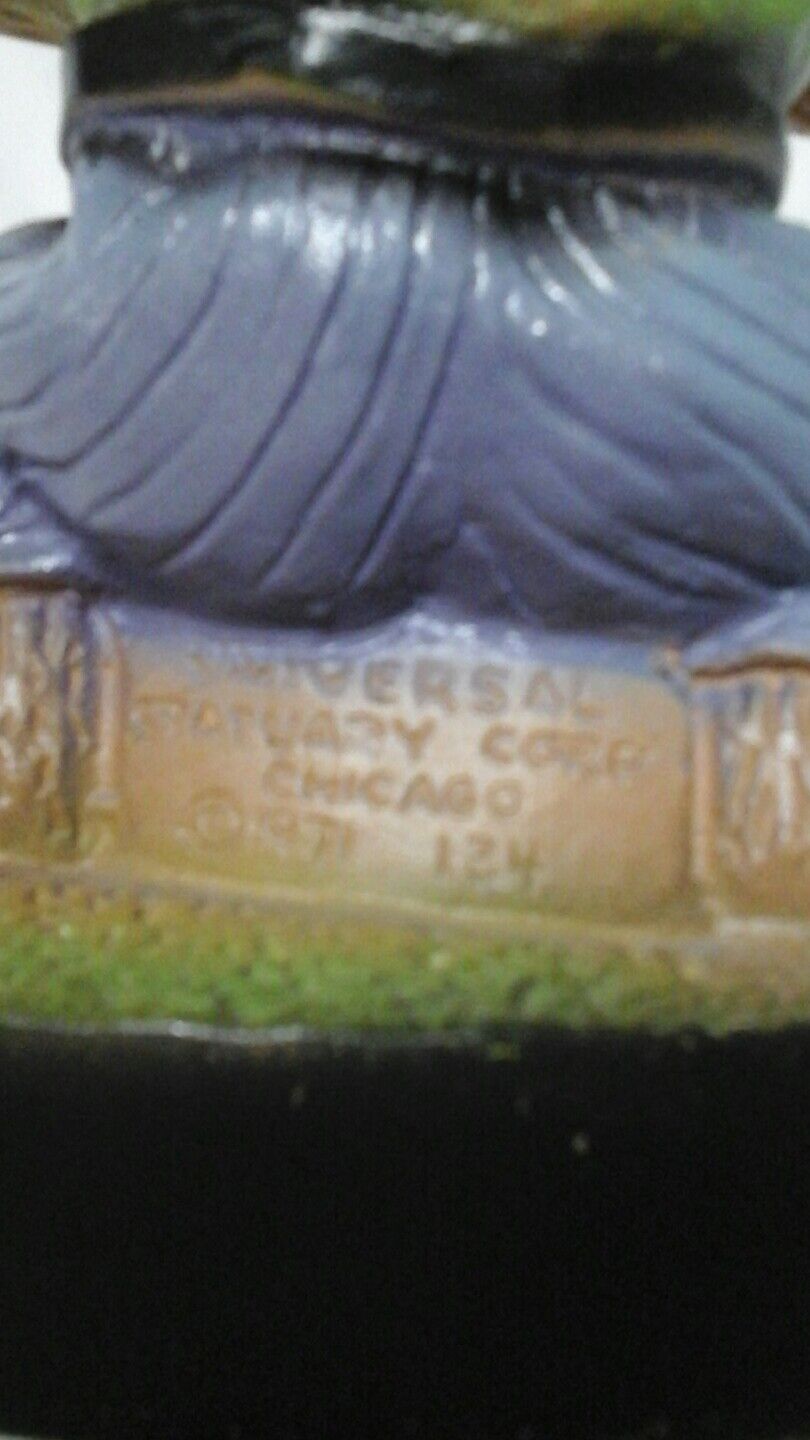 UNIVERSAL
STATUARY CORP
CHICAGO
© 1971 124